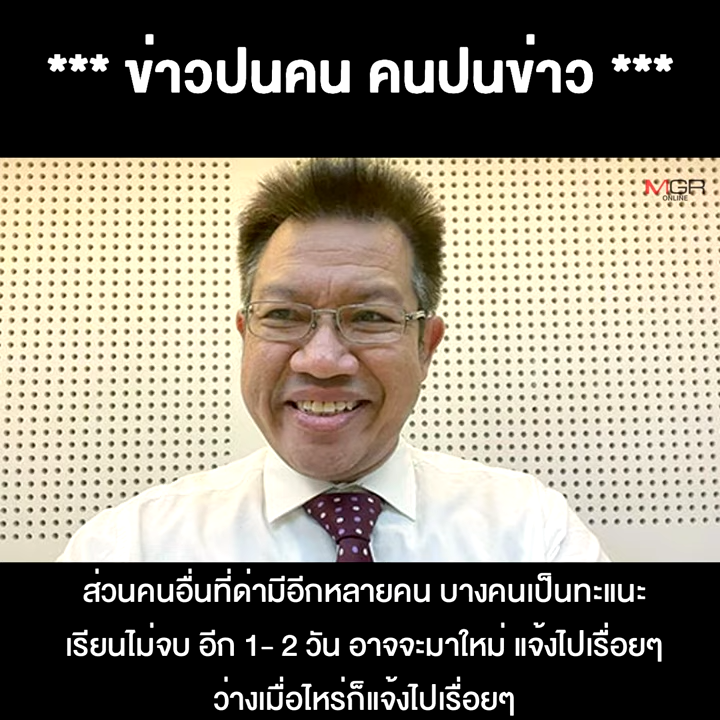 *** ข่าวปนคน คนปนข่าว ***
MGR
ONLINE
ส่วนคนอื่นที่ด่ามีอีกหลายคน บางคนเป็นทะแนะ
เรียนไม่จบ อีก 1- 2 วัน อาจจะมาใหม่ แจ้งไปเรื่อยๆ
ว่างเมื่อไหร่ก็แจ้งไปเรื่อยๆ